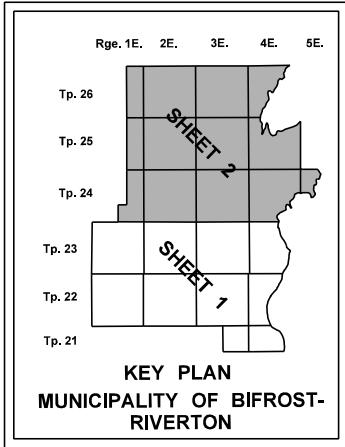 Rge. 1E. 2E. 3E. 4E. 5E.
Tp. 26
Tp. 25
SHEET 2
Tp. 24
Tp. 23
SHEET 1
Tp. 22
Tp. 21
KEY PLAN
MUNICIPALITY OF BIFROST-
RIVERTON